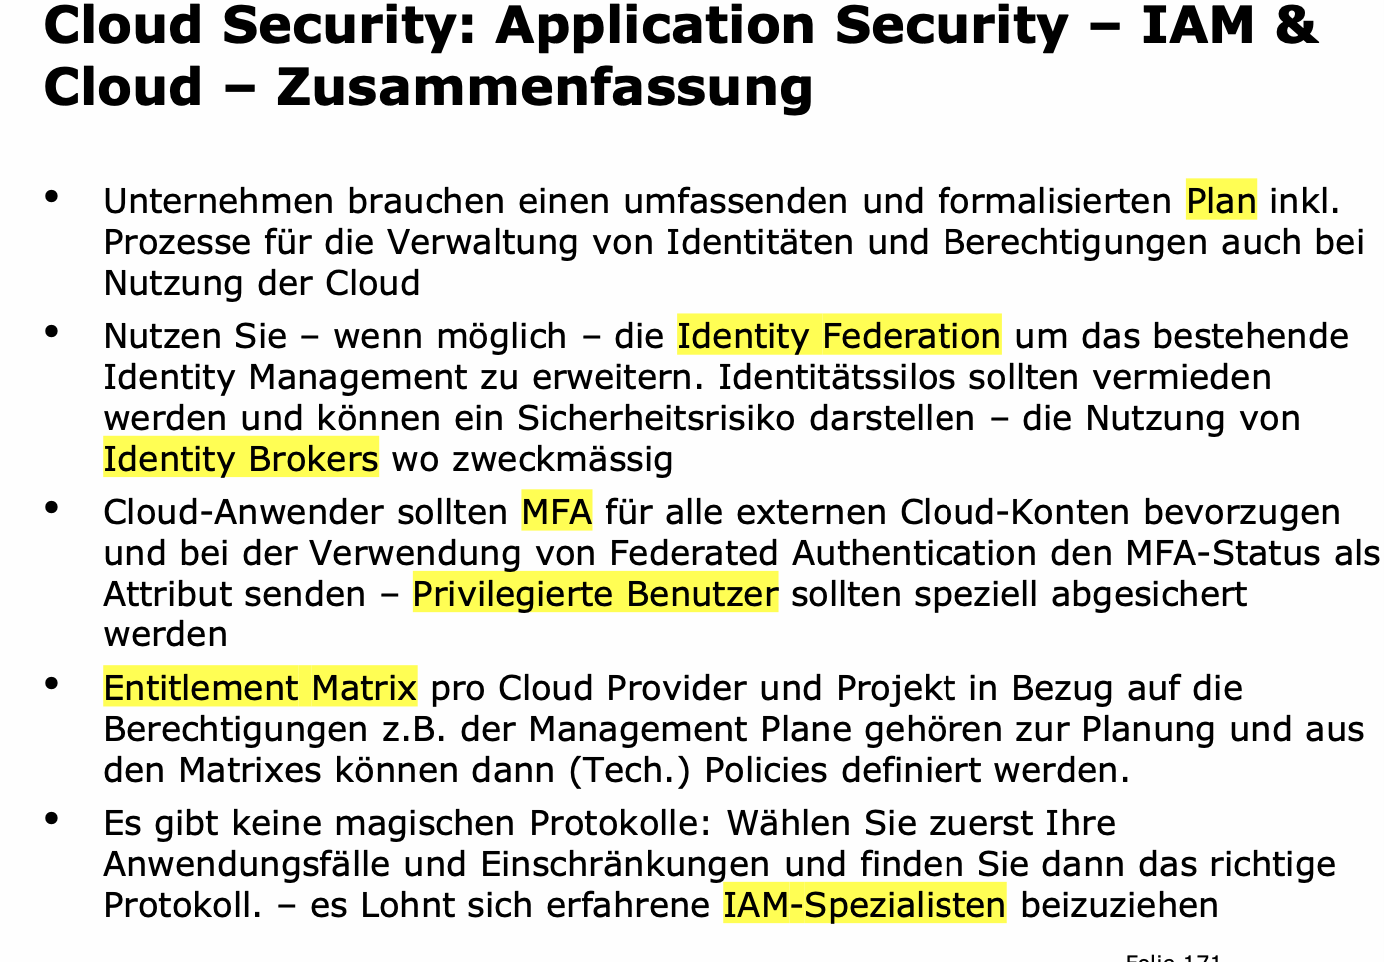 Cloud Security: Application Security – IAM &
Cloud – Zusammenfassung
• Unternehmen brauchen einen umfassenden und formalisierten Plan inkl.
Prozesse für die Verwaltung von Identitäten und Berechtigungen auch bei
Nutzung der Cloud
• Nutzen Sie – wenn möglich – die Identity Federation um das bestehende
Identity Management zu erweitern. Identitätssilos sollten vermieden
werden und können ein Sicherheitsrisiko darstellen – die Nutzung von
Identity Brokers wo zweckmässig
• Cloud-Anwender sollten MFA für alle externen Cloud-Konten bevorzugen
und bei der Verwendung von Federated Authentication den MFA-Status als
Attribut senden – Privilegierte Benutzer sollten speziell abgesichert
werden
• Entitlement Matrix pro Cloud Provider und Projekt in Bezug auf die
Berechtigungen z.B. der Management Plane gehören zur Planung und aus
den Matrixes können dann (Tech.) Policies definiert werden.
• Es gibt keine magischen Protokolle: Wählen Sie zuerst Ihre
Anwendungsfälle und Einschränkungen und finden Sie dann das richtige
Protokoll. – es Lohnt sich erfahrene IAM-Spezialisten beizuziehen
Folie 171